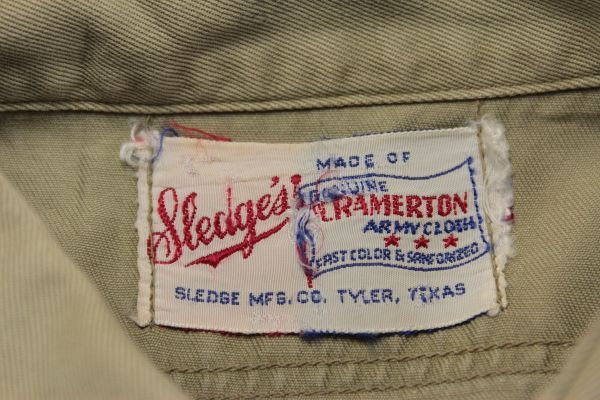 MADE OF
Sledge's
GENUINE
CRAMERTON
ARMY CLOTH
FAST COLOR & SANFORIZED
SLEDGE MFG. CO. TYLER, TEXAS